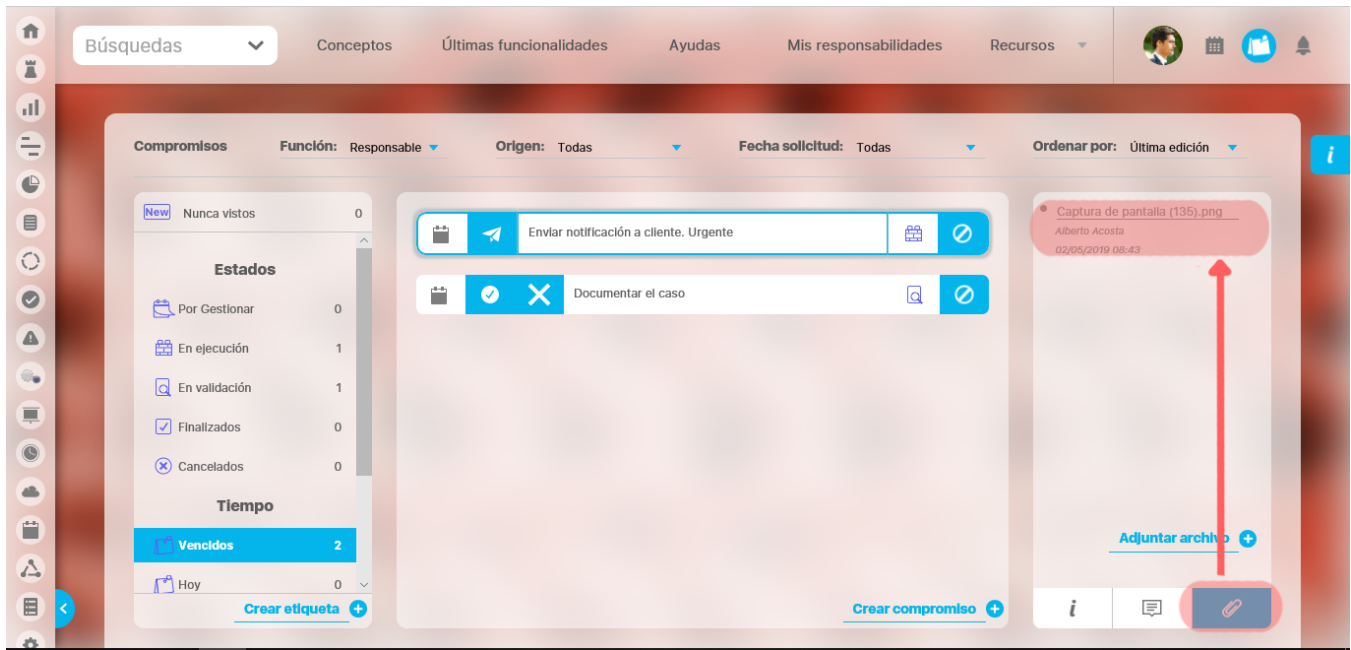 Búsquedas
Conceptos
Últimas funcionalidades
Ayudas
Mis responsabilidades
Recursos
Compromisos
Función: Responsable
Origen: Todas
Fecha solicitud: Todas
Ordenar por: Última edición
i
New Nunca vistos 0
Estados
Por Gestionar 0
En ejecución 1
En validación 1
Finalizados 0
Cancelados 0
Tiempo
Vencidos 2
Hoy 0
Crear etiqueta
Enviar notificación a cliente. Urgente
Documentar el caso
Crear compromiso
Captura de pantalla (135).png
Alberto Acosta
02/05/2019 08:43
Adjuntar archivo
i